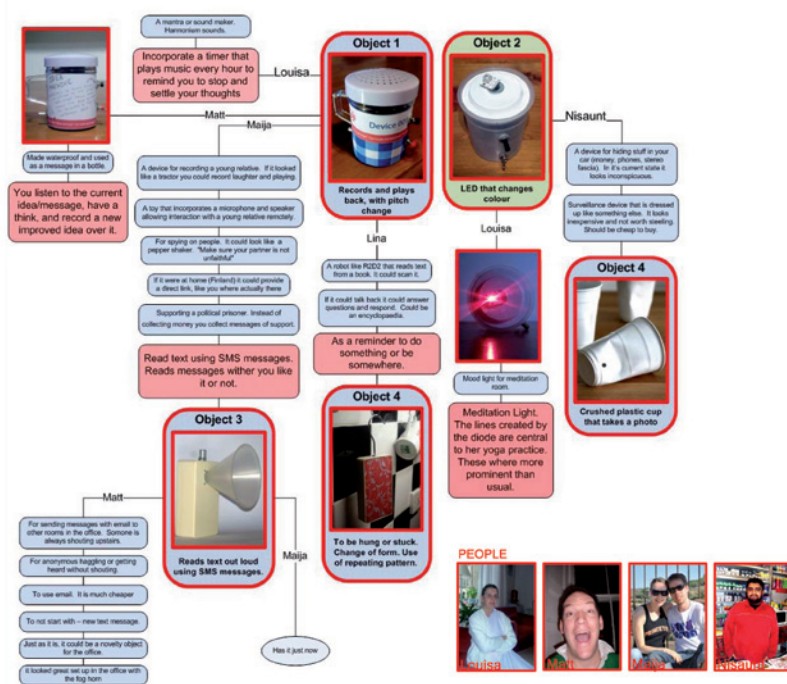 A mantra or sound maker.
Harmonium sounds.
Incorporate a timer that
plays music every hour to
remind you to stop and
settle your thoughts
Louisa
Matt
Maija
Made waterproof and used
as a message in a bottle.
You listen to the current
idea/message, have a
think, and record a new
improved idea over it.
A device for recording a young relative. If it looked
like a tractor you could record laughter and playing.
A toy that incorporates a microphone and speaker
allowing interaction with a young relative remotely
For spying on people. It could look like a
pepper shaker. "Make sure your partner is not
unfaithful"
If it were at home (Finland) it could provide
a direct link, like you where actually there
Supporting a political prisoner. Instead of
collecting money you collect messages of support.
Read text using SMS messages.
Reads messages wither you like
it or not.
Object 1
Device
Records and plays
back, with pitch
change
Lina
A robot like R2D2 that reads text
from a book. It could scan it.
If it could talk back it could answer
questions and respond. Could be
an encyclopaedia.
As a reminder to do
something or be
somewhere.
Object 4
To be hung or stuck.
Change of form. Use
of repeating pattern.
Object 2
LED that changes
colour
Louisa
Mood light for meditation
room.
Meditation Light.
The lines created by
the diode are central
to her yoga practice.
These where more
prominent than
usual.
Nisaunt
A device for hiding stuff in your
car (money, phones, stereo
fascia). In it's current state it
looks inconspicuous.
Surveillance device that is dressed up
like something else. It looks
inexpensive and not worth steeling.
Should be cheap to buy.
Object 4
Crushed plastic cup
that takes a photo
Object 3
Reads text out loud
using SMS messages.
Matt
For sending messages with email to
other rooms in the office. Somone is
always shouting upstairs.
For anonymous haggling or getting
heard without shouting.
To use email. It is much cheaper
To not start with – new text message.
Just as it is, it could be a novelty object
for the office.
It looked great set up in the office with
the fog horn
Maija
Has it just now
PEOPLE
Louisa
Matt
Maija
Nisaunt